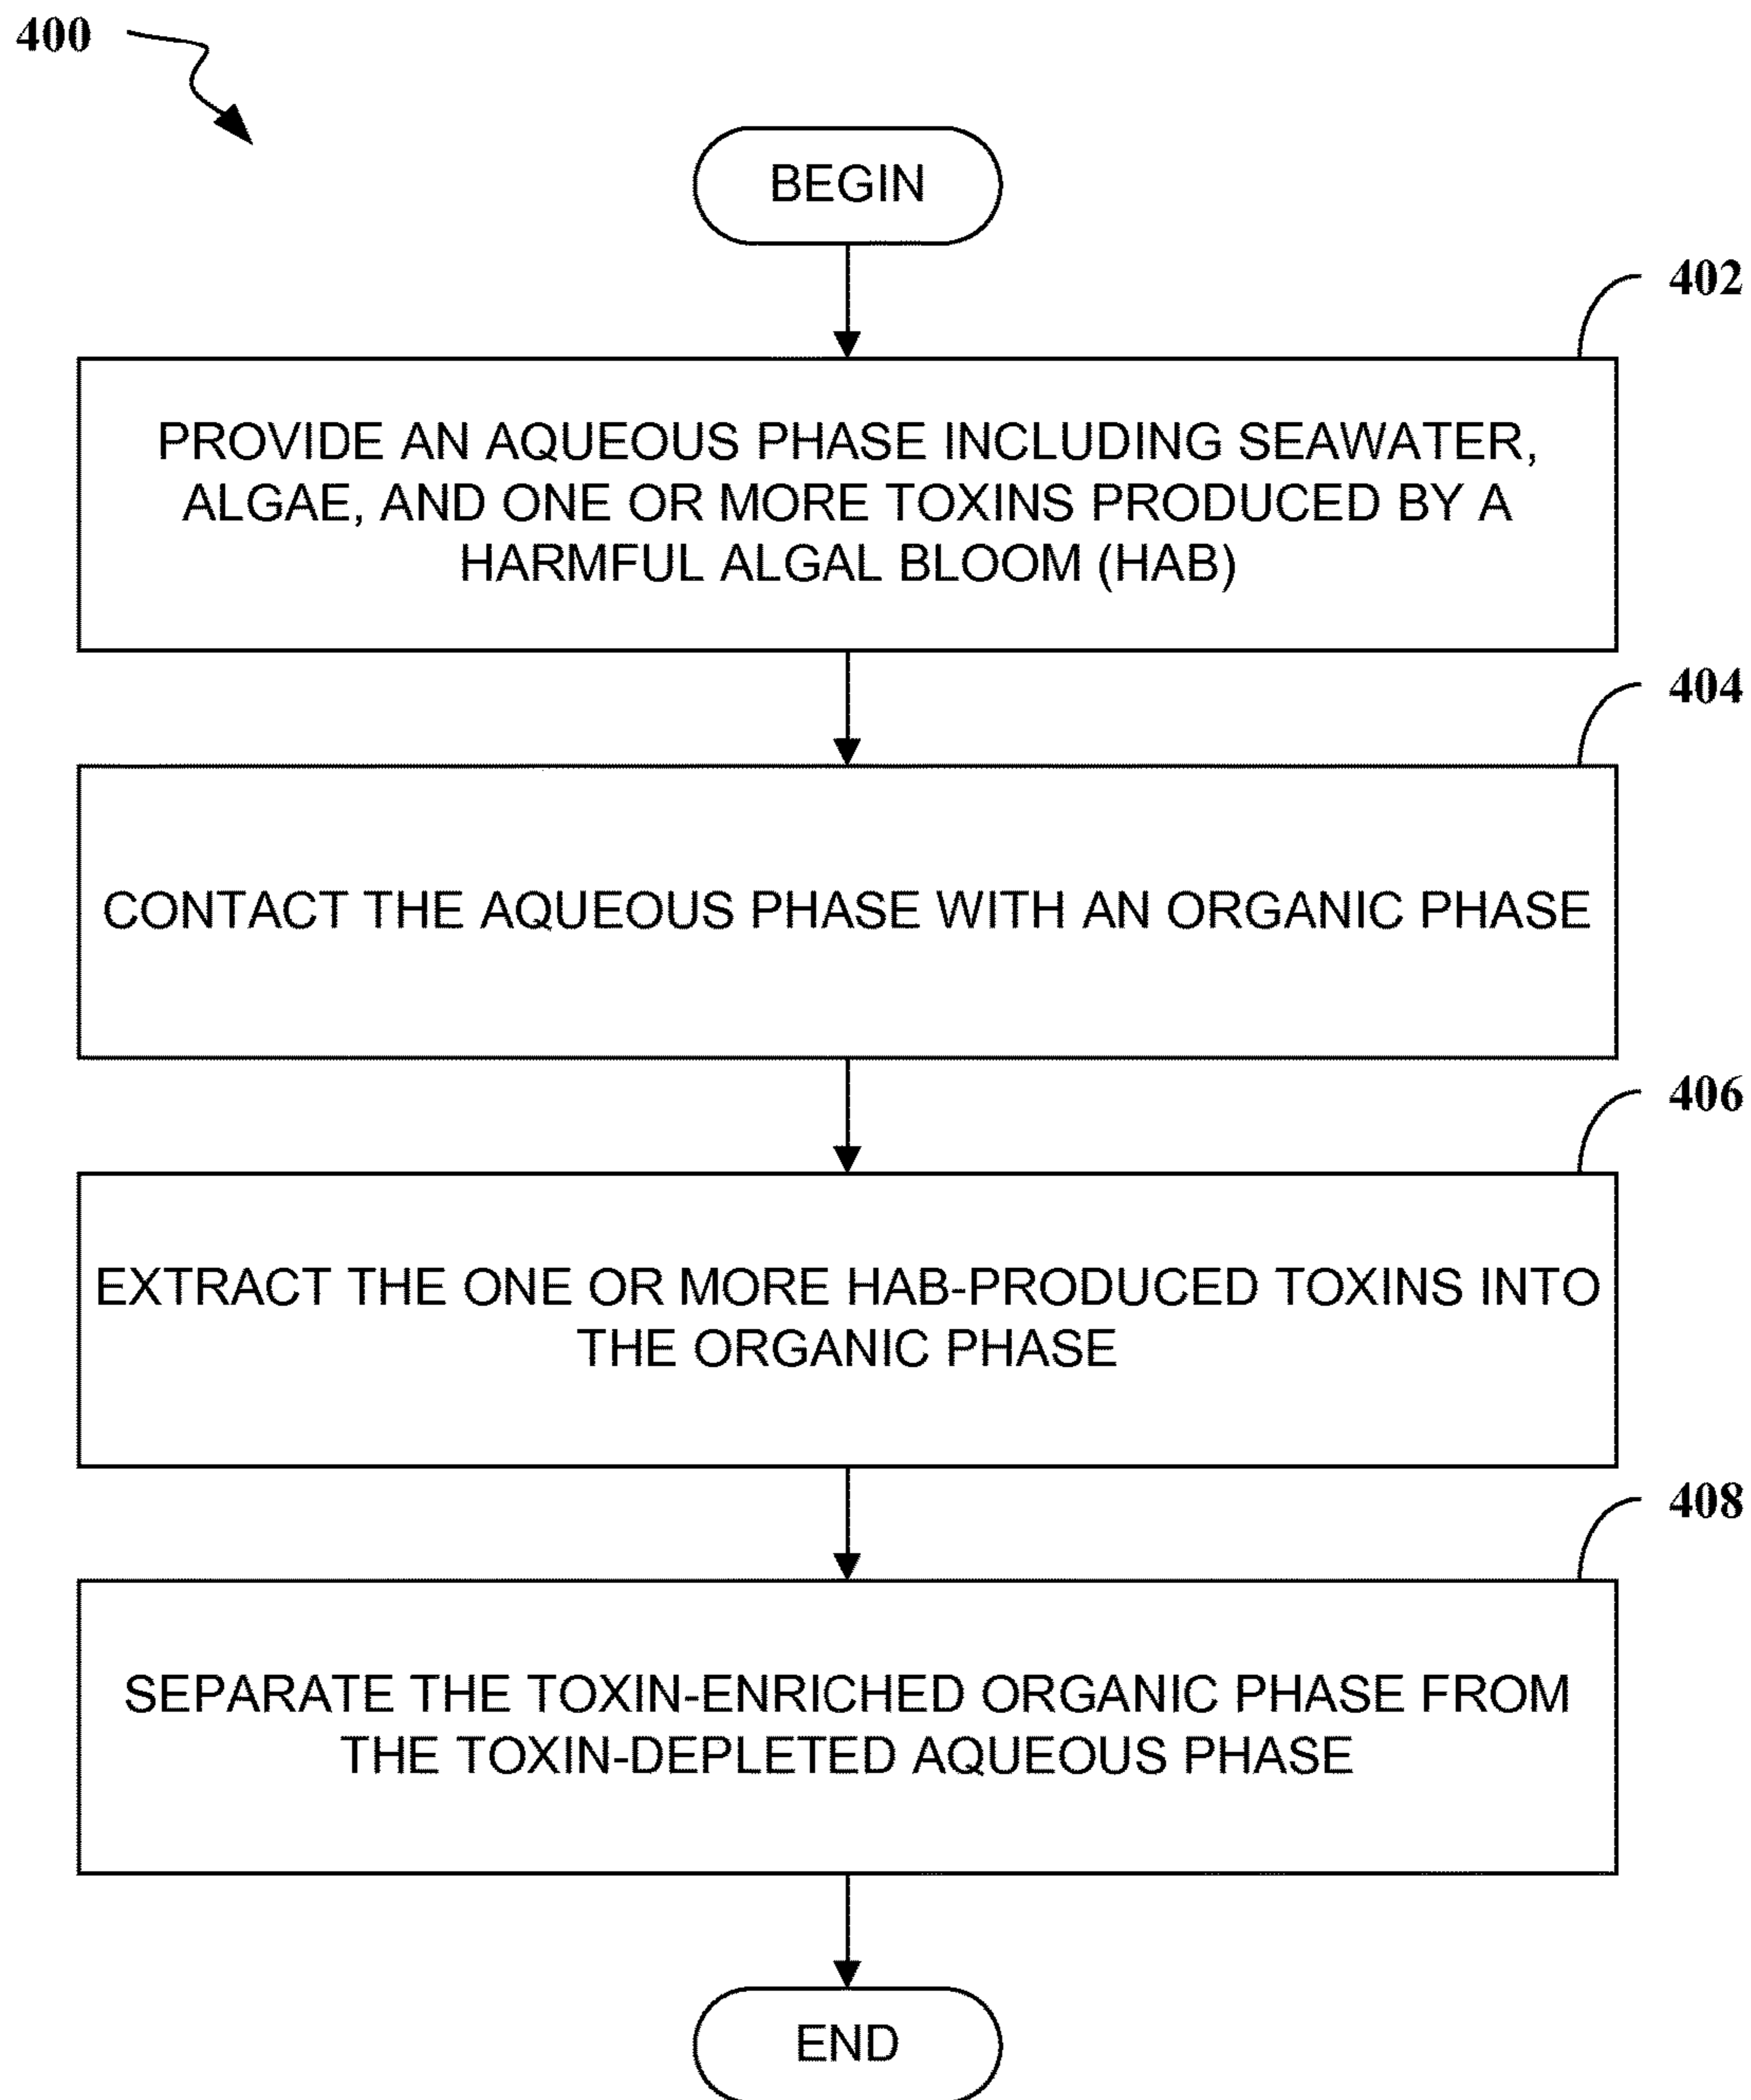 400
BEGIN
402
PROVIDE AN AQUEOUS PHASE INCLUDING SEAWATER,
ALGAE, AND ONE OR MORE TOXINS PRODUCED BY A
HARMFUL ALGAL BLOOM (HAB)
404
CONTACT THE AQUEOUS PHASE WITH AN ORGANIC PHASE
406
EXTRACT THE ONE OR MORE HAB-PRODUCED TOXINS INTO
THE ORGANIC PHASE
408
SEPARATE THE TOXIN-ENRICHED ORGANIC PHASE FROM
THE TOXIN-DEPLETED AQUEOUS PHASE
END